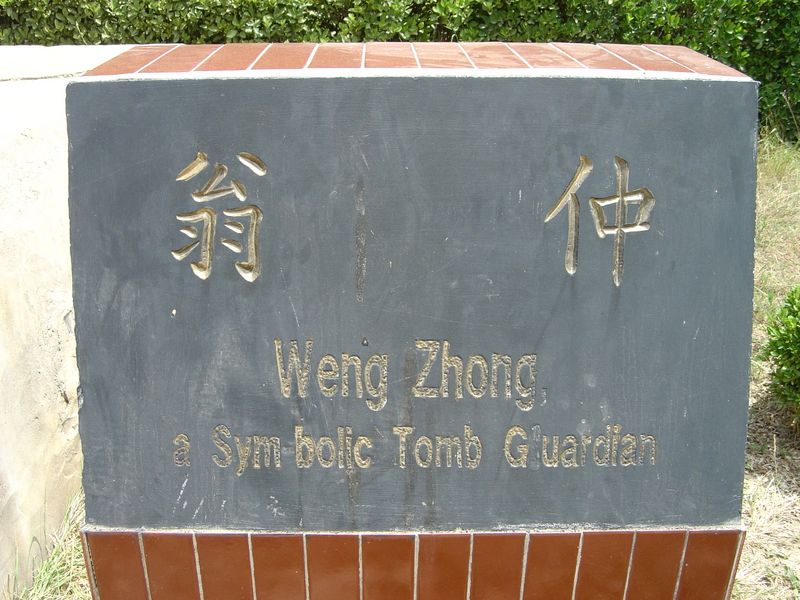 翁 仲
Weng Zhong,
a Symbolic Tomb Guardian